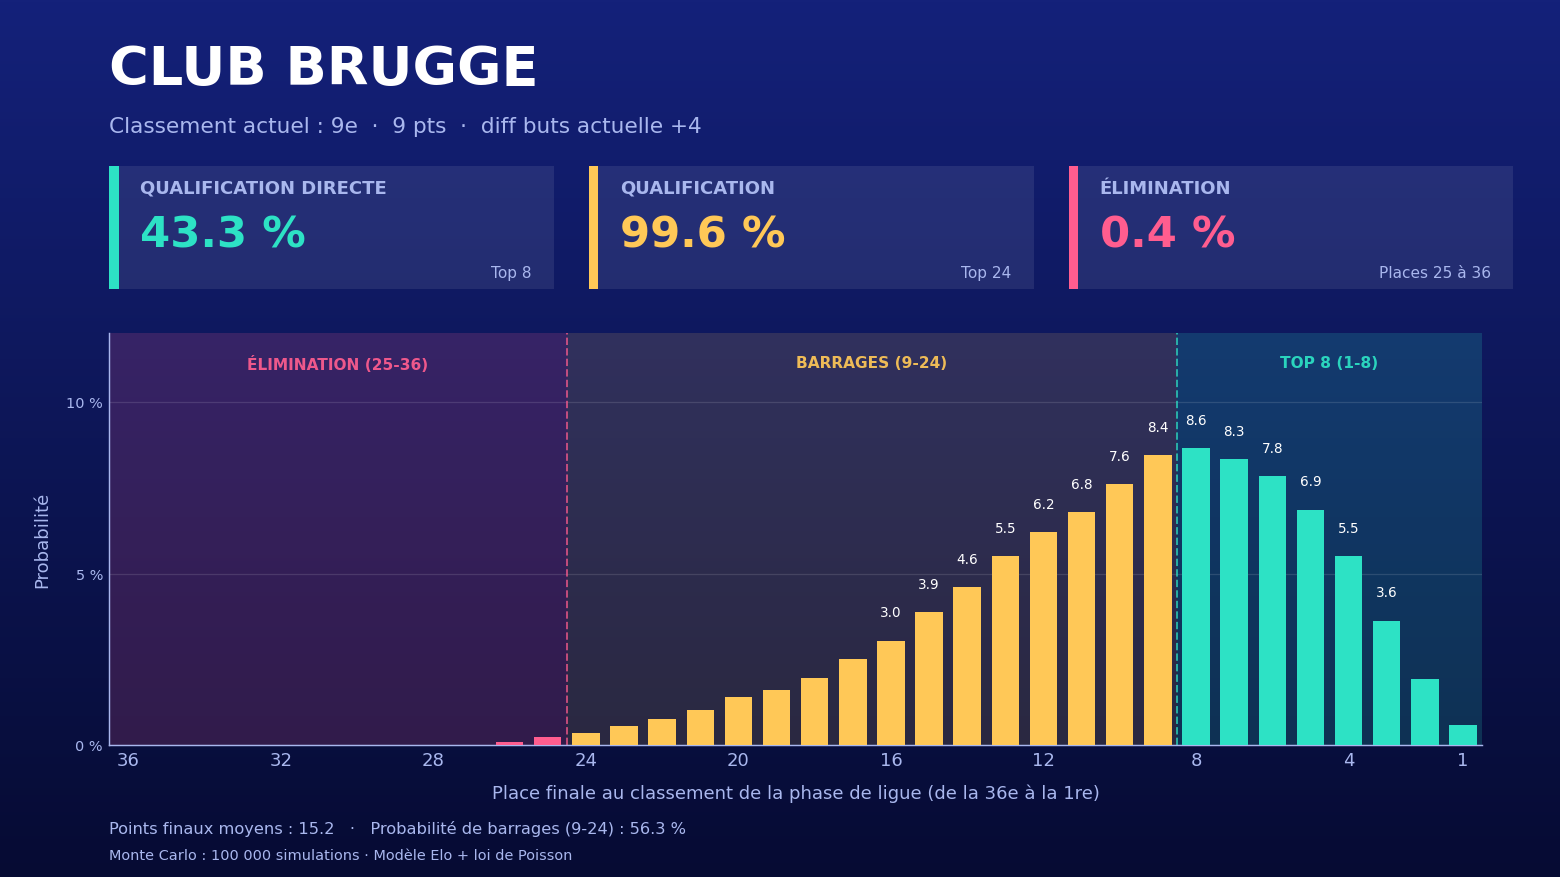 CLUB BRUGGE
Classement actuel : 9e · 9 pts · diff buts actuelle +4
QUALIFICATION DIRECTE
43.3 %
Top 8
QUALIFICATION
99.6 %
Top 24
ÉLIMINATION
0.4 %
Places 25 à 36
ÉLIMINATION (25-36)
BARRAGES (9-24)
TOP 8 (1-8)
10 %
5 %
0 %
Probabilité
3.0
3.9
4.6
5.5
6.2
6.8
7.6
8.4
8.6
8.3
7.8
6.9
5.5
3.6
36 32 28 24 20 16 12 8 4 1
Place finale au classement de la phase de ligue (de la 36e à la 1re)
Points finaux moyens : 15.2 · Probabilité de barrages (9-24) : 56.3 %
Monte Carlo : 100 000 simulations · Modèle Elo + loi de Poisson